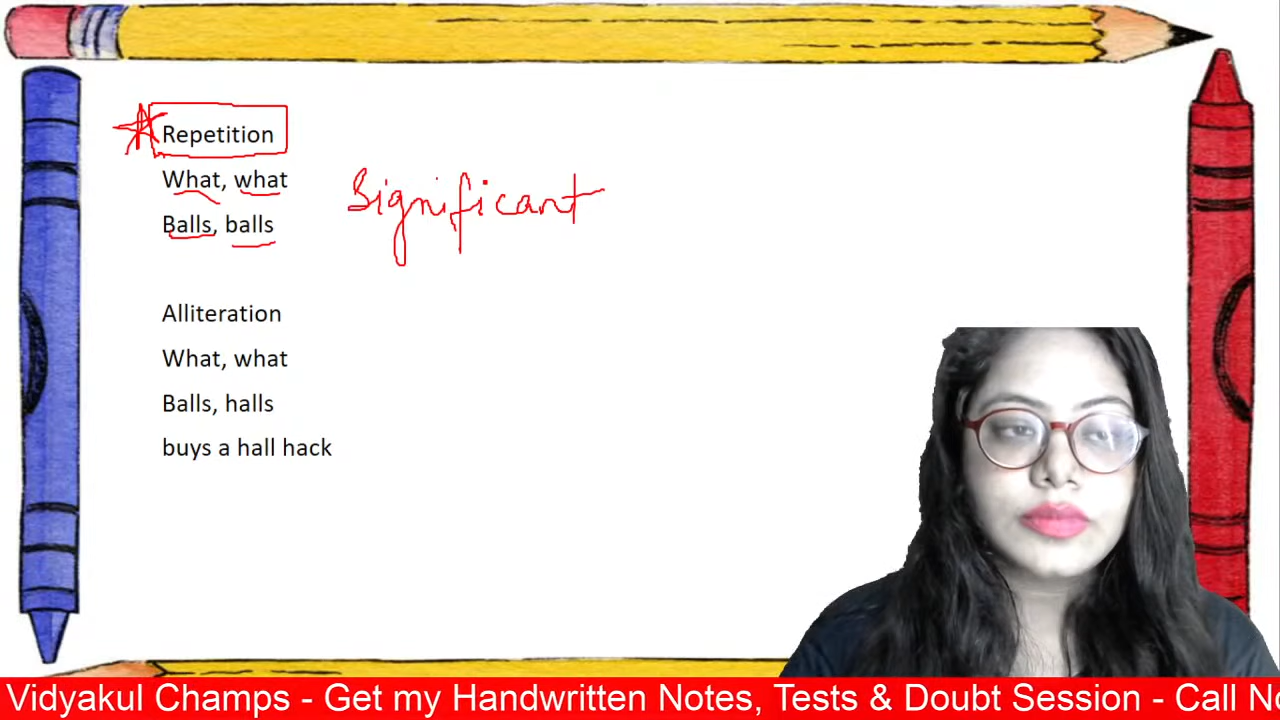 Repetition
What, what
Significant
Balls, balls
Alliteration
What, what
Balls, halls
buys a hall hack
Vidyakul Champs - Get my Handwritten Notes, Tests & Doubt Session - Call No